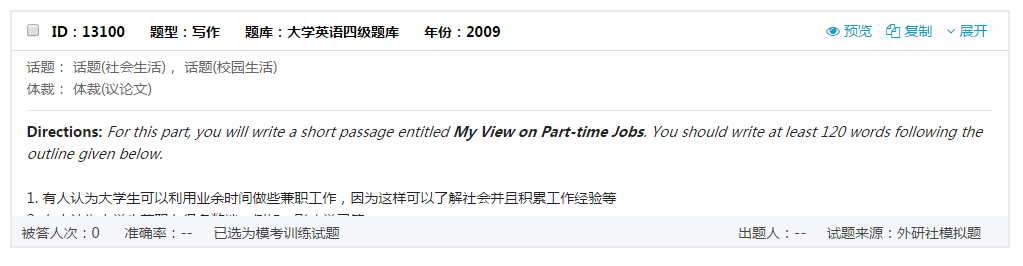 ID：13100 题型：写作 题库：大学英语四级题库 年份：2009 预览 复制 展开
话题： 话题(社会生活)， 话题(校园生活)
体裁： 体裁(议论文)
Directions: For this part, you will write a short passage entitled My View on Part-time Jobs. You should write at least 120 words following the
outline given below.
1. 有人认为大学生可以利用业余时间做些兼职工作，因为这样可以了解社会并且积累工作经验等
被答人次：0 准确率：-- 已选为模考训练试题 出题人：-- 试题来源：外研社模拟题